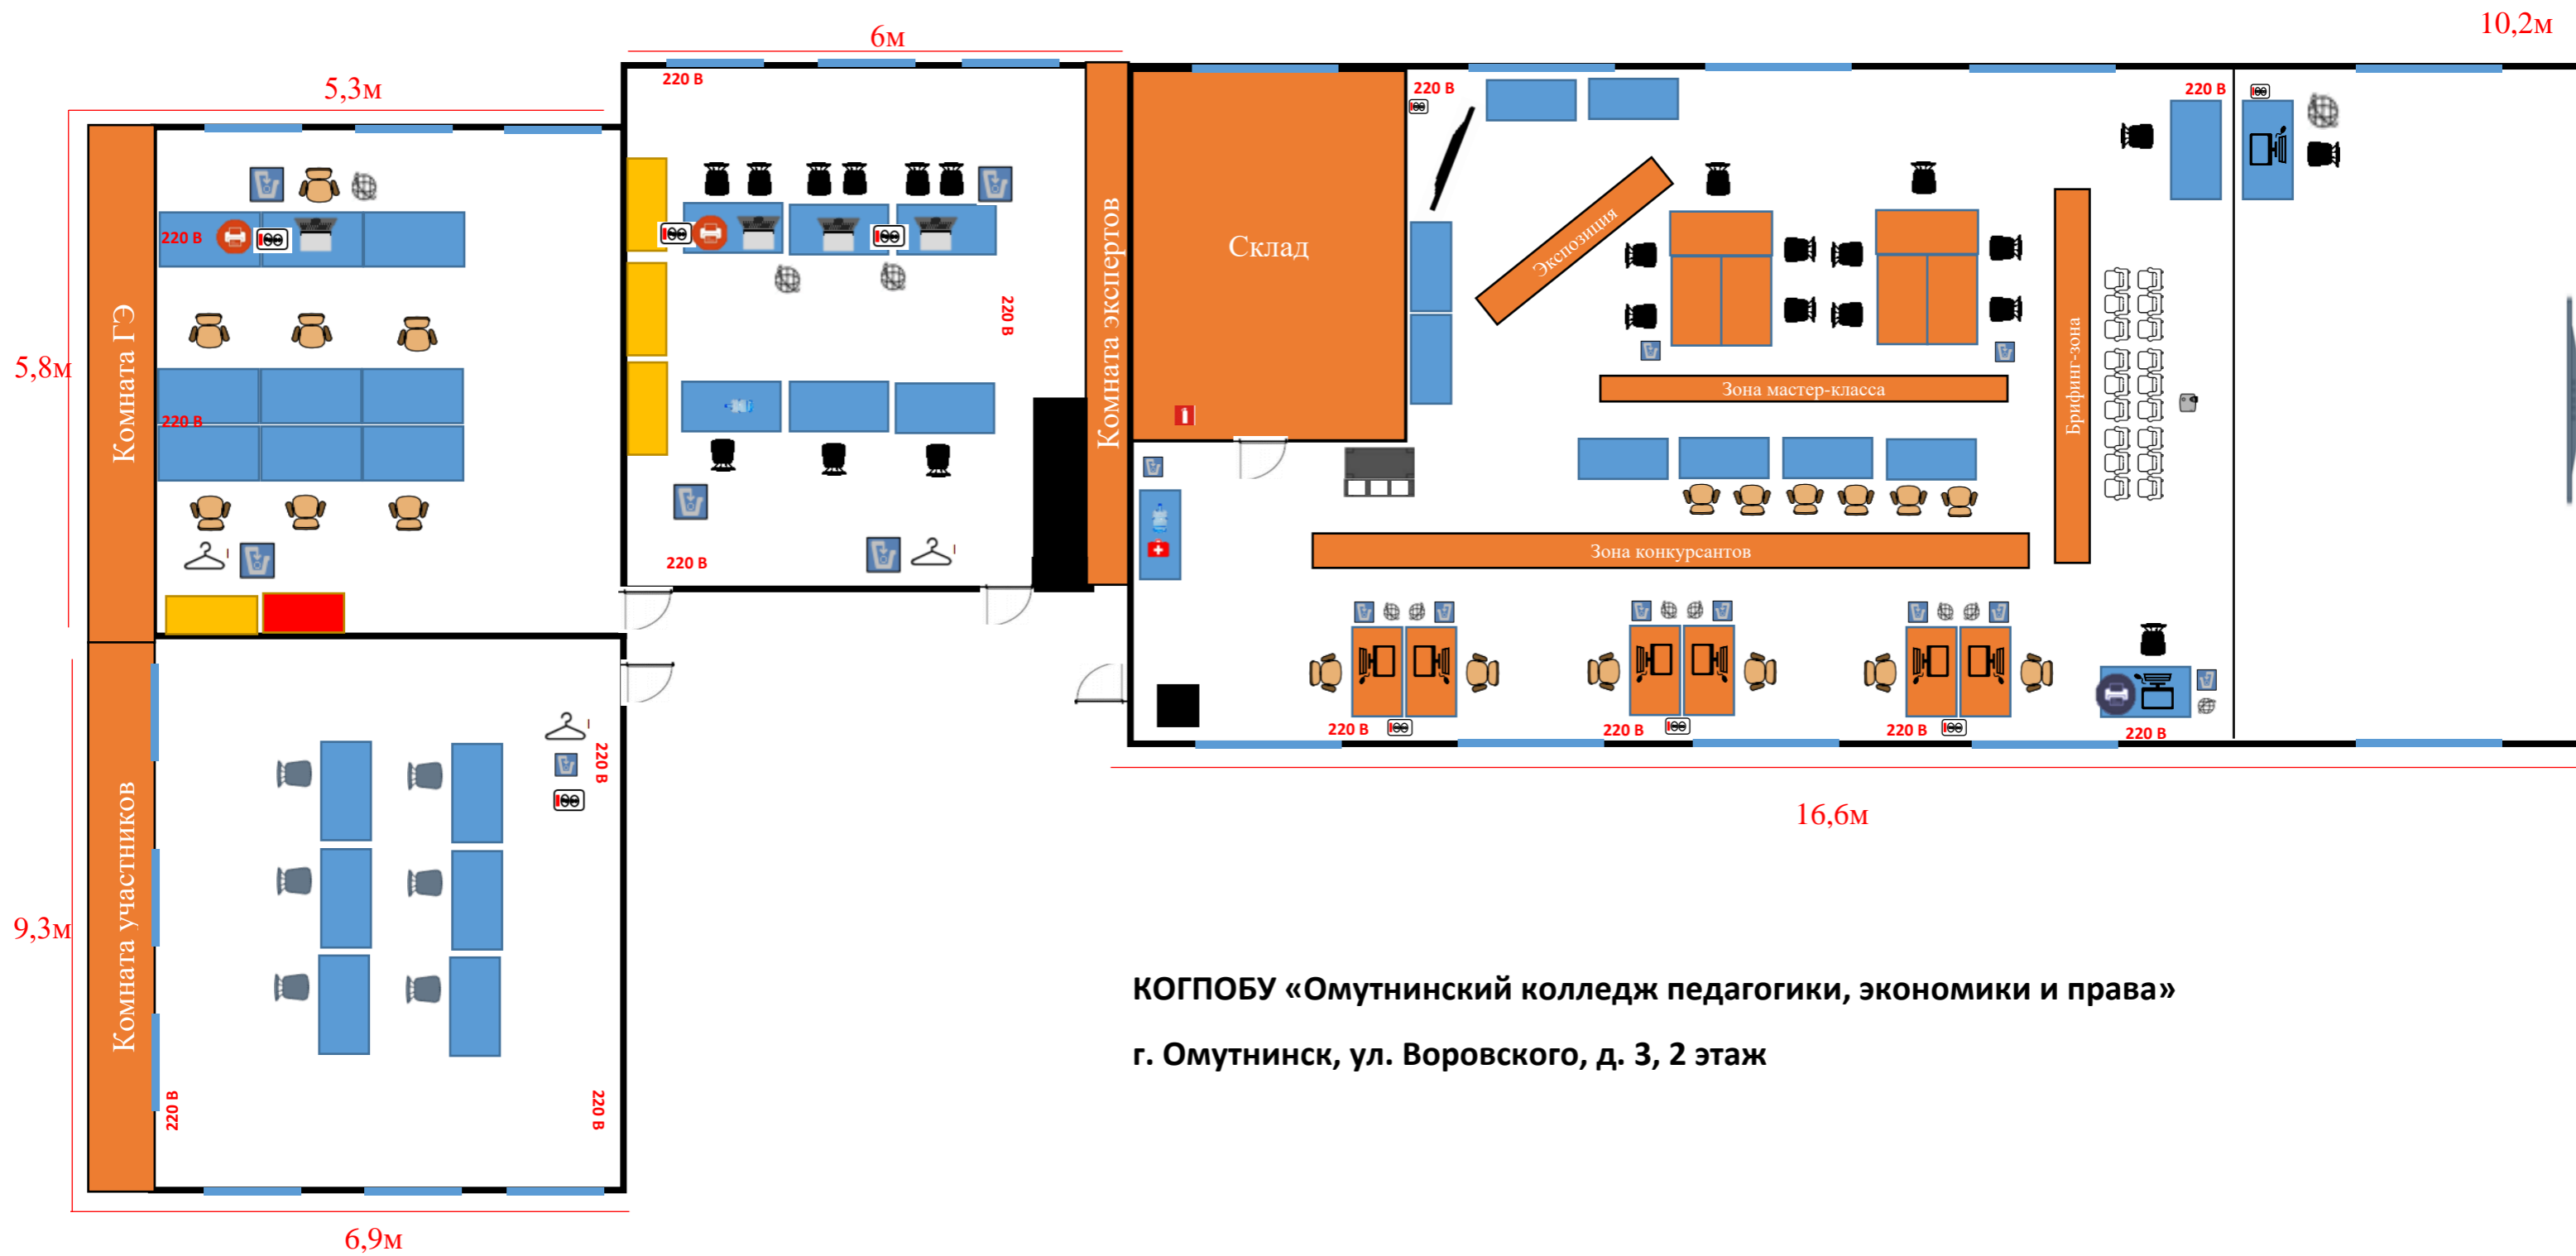 10,2м
6м
5,3м
220 В
220 В
220 В
220 В
Комната ГЭ
220 В
5,8м
220 В
220 В
220 В
Комната экспертов
Склад
Экспозиция
Зона мастер-класса
Брифинг-зона
Зона конкурсантов
220 В
220 В
220 В
220 В
16,6м
Комната участников
220 В
9,3м
220 В
220 В
6,9м
КОГПОБУ «Омутнинский колледж педагогики, экономики и права»
г. Омутнинск, ул. Воровского, д. 3, 2 этаж